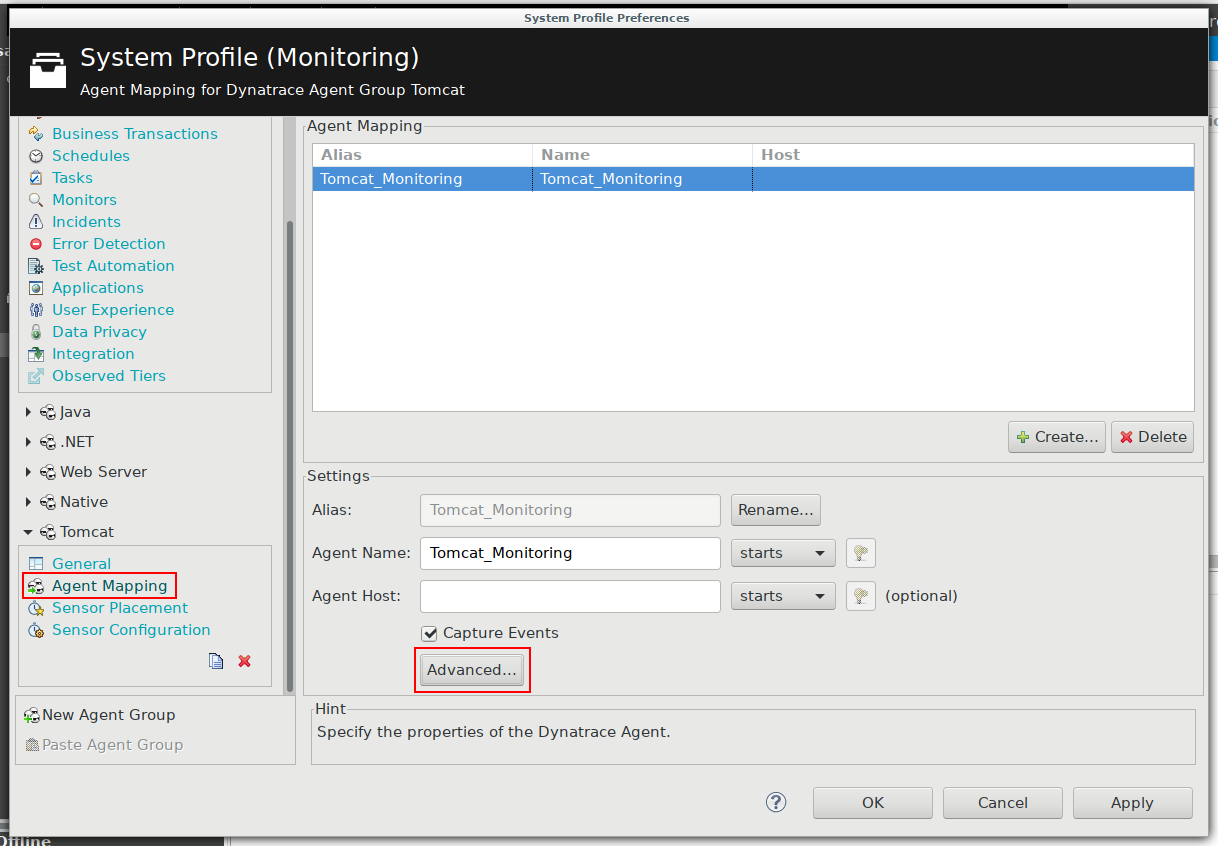 System Profile Preferences
System Profile (Monitoring)
Agent Mapping for Dynatrace Agent Group Tomcat
Business Transactions
Schedules
Tasks
Monitors
Incidents
Error Detection
Test Automation
Applications
User Experience
Data Privacy
Integration
Observed Tiers
Java
.NET
Web Server
Native
Tomcat
General
Agent Mapping
Sensor Placement
Sensor Configuration
New Agent Group
Paste Agent Group
Agent Mapping
Alias Name Host
Tomcat_Monitoring Tomcat_Monitoring
Create... Delete
Settings
Alias: Tomcat_Monitoring Rename...
Agent Name: Tomcat_Monitoring starts
Agent Host: starts (optional)
Capture Events
Advanced...
Hint
Specify the properties of the Dynatrace Agent.
? OK Cancel Apply
Offline